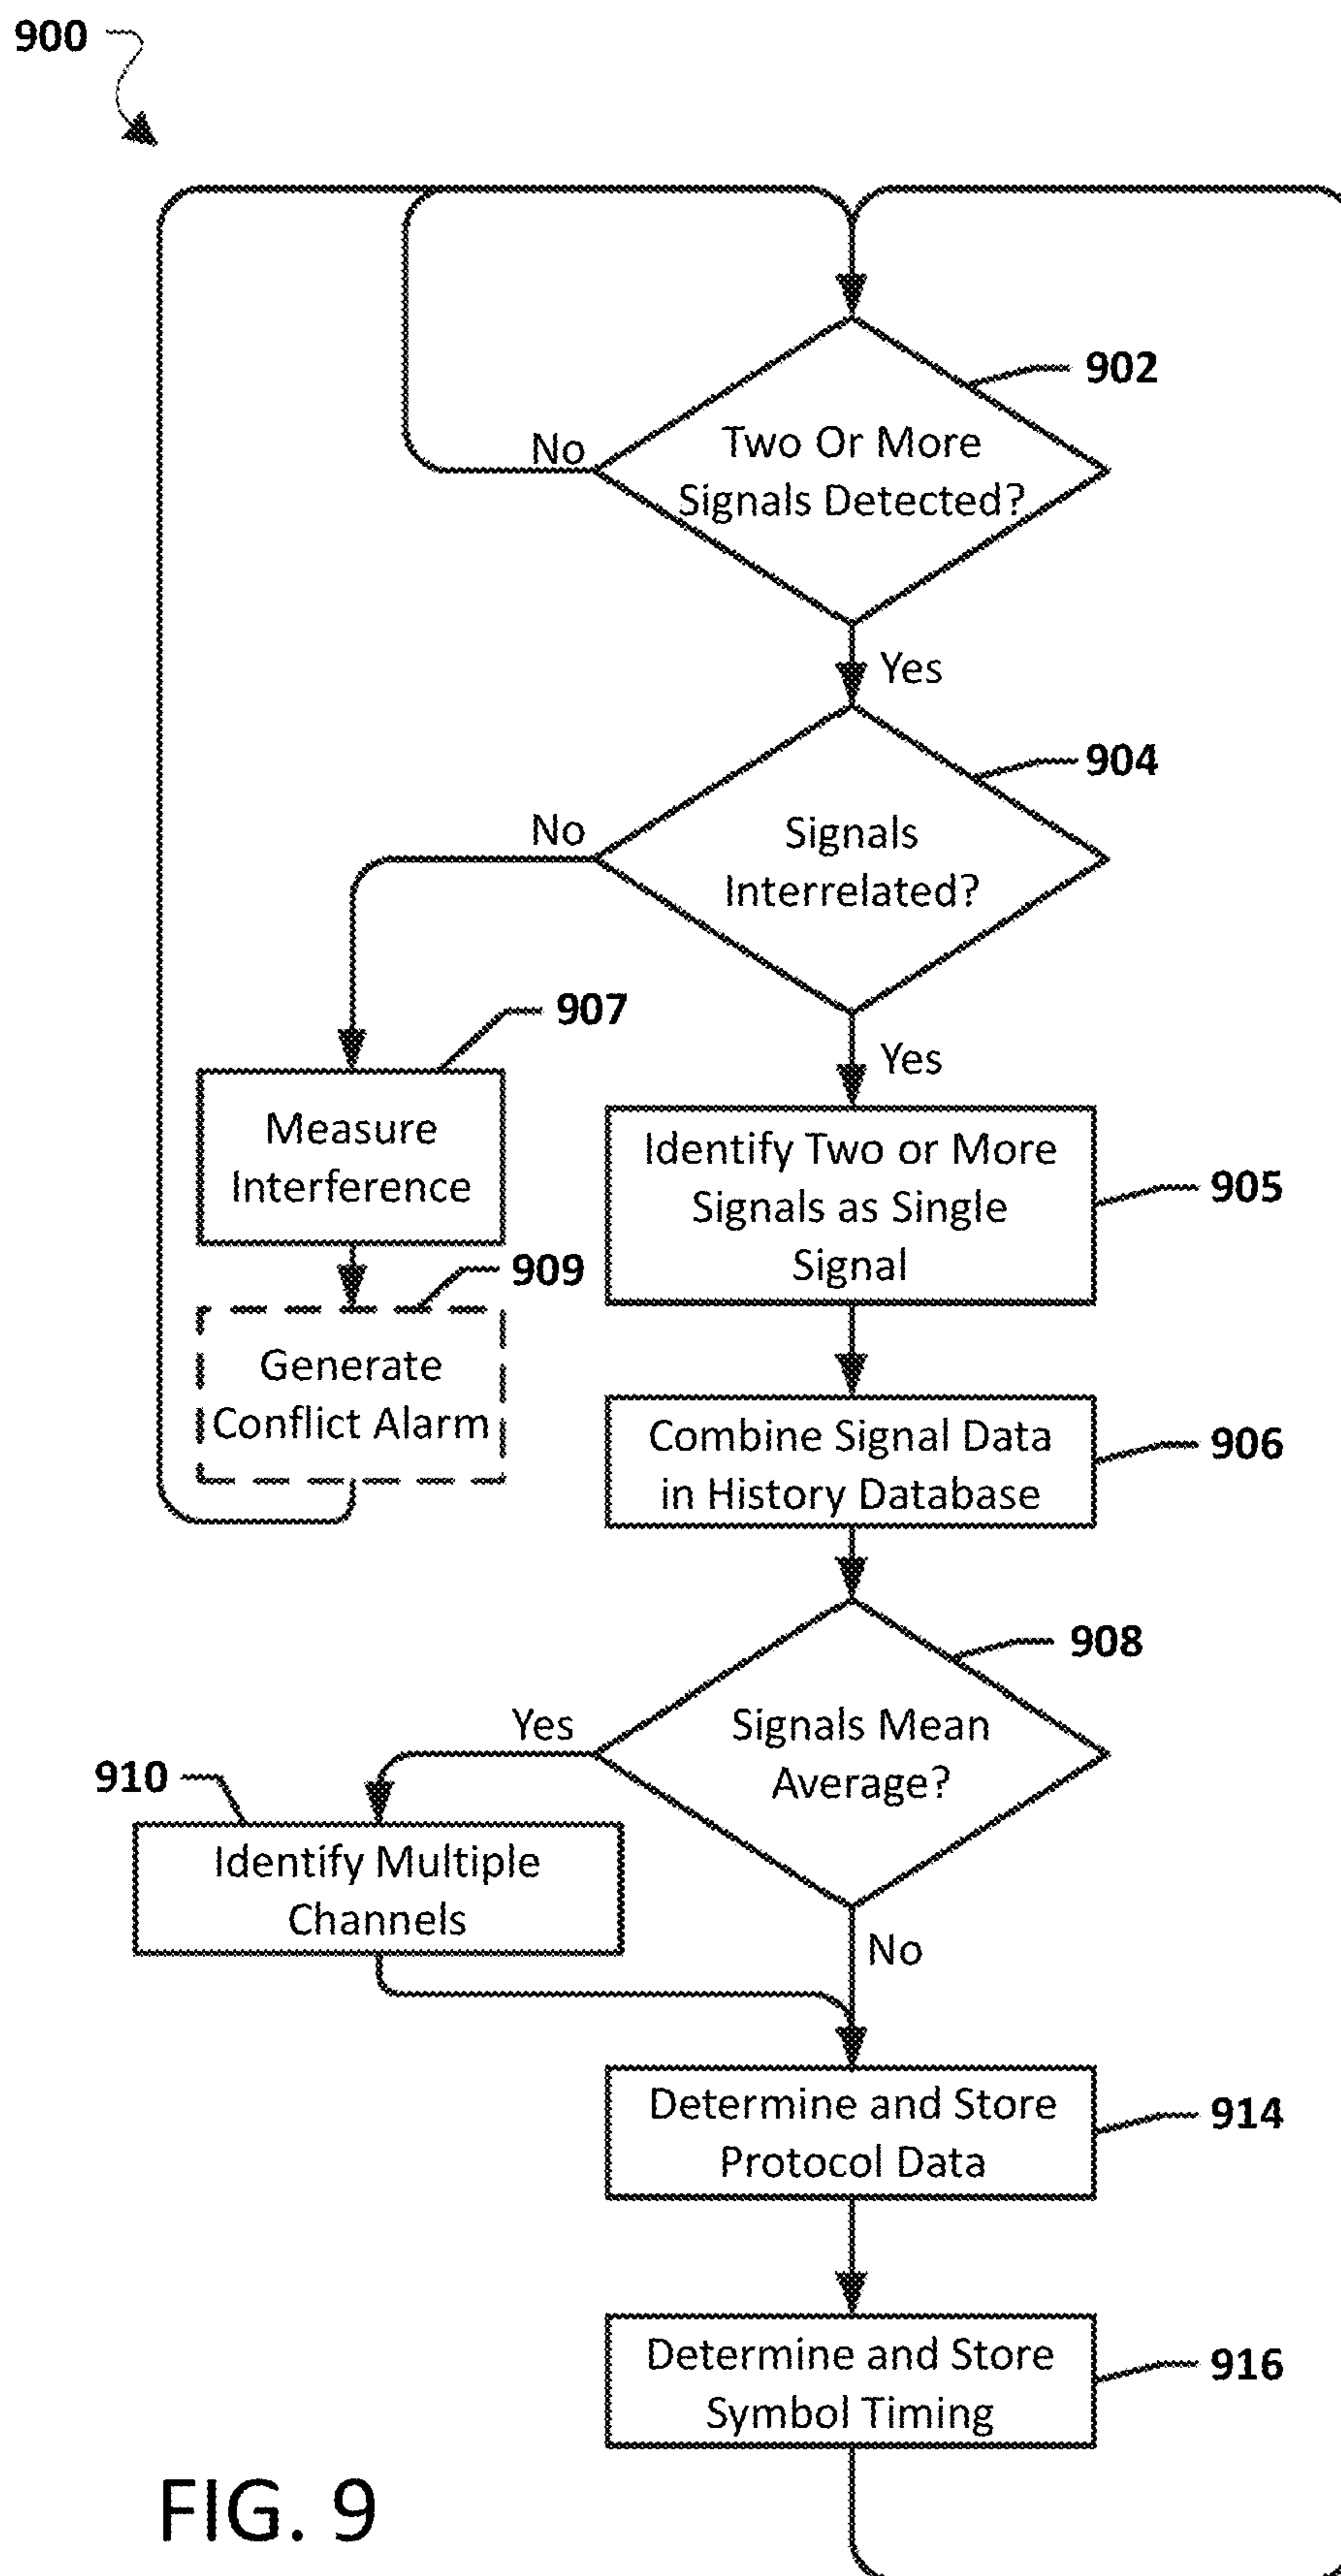 900
902
Two Or More
Signals Detected?
No
Yes
904
Signals
Interrelated?
No
Yes
907
Measure
Interference
905
Identify Two or More
Signals as Single
Signal
909
Generate
Conflict Alarm
906
Combine Signal Data
in History Database
908
Signals Mean
Average?
Yes
No
910
Identify Multiple
Channels
914
Determine and Store
Protocol Data
916
Determine and Store
Symbol Timing
FIG. 9